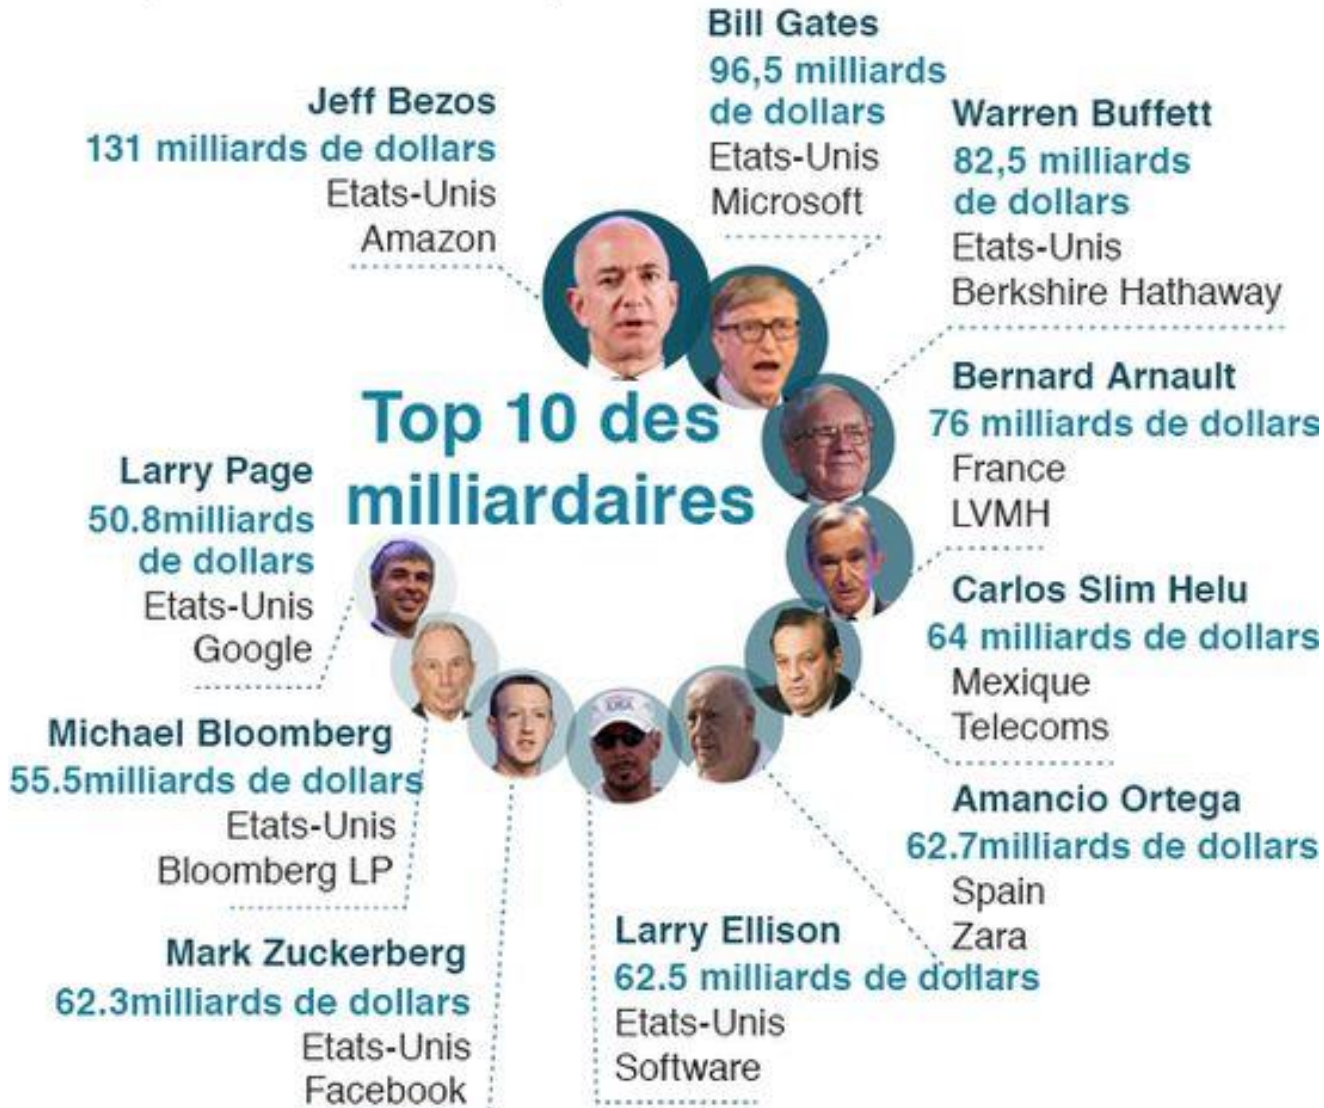 Top 10 des
milliardaires
Jeff Bezos
131 milliards de dollars
Etats-Unis
Amazon
Bill Gates
96,5 milliards
de dollars
Etats-Unis
Microsoft
Warren Buffett
82,5 milliards
de dollars
Etats-Unis
Berkshire Hathaway
Bernard Arnault
76 milliards de dollars
France
LVMH
Carlos Slim Helu
64 milliards de dollars
Mexique
Telecoms
Amancio Ortega
62.7milliards de dollars
Spain
Zara
Larry Ellison
62.5 milliards de dollars
Etats-Unis
Software
Mark Zuckerberg
62.3milliards de dollars
Etats-Unis
Facebook
Michael Bloomberg
55.5milliards de dollars
Etats-Unis
Bloomberg LP
Larry Page
50.8milliards
de dollars
Etats-Unis
Google